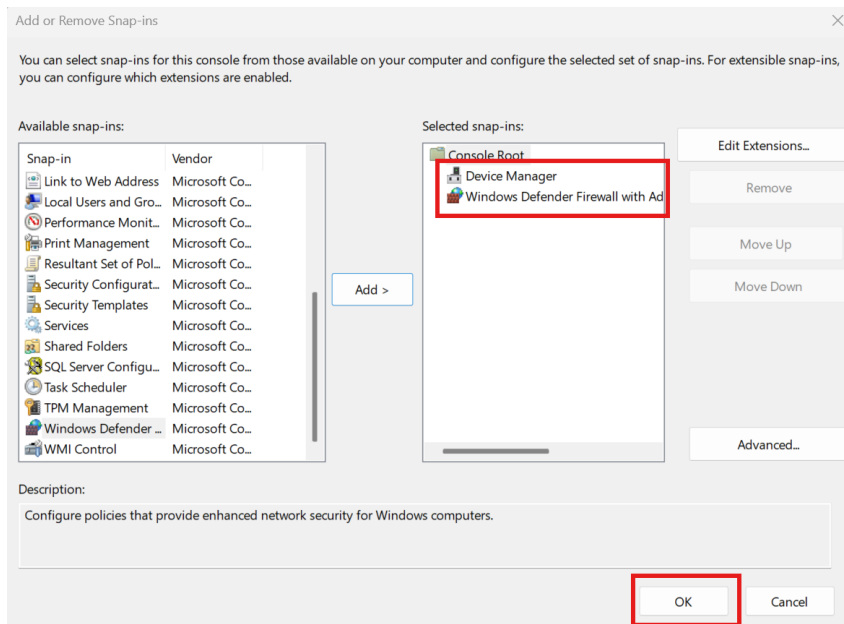 Add or Remove Snap-ins
You can select snap-ins for this console from those available on your computer and configure the selected set of snap-ins. For extensible snap-ins,
you can configure which extensions are enabled.
Available snap-ins:
Selected snap-ins:
Snap-in Vendor
Link to Web Address Microsoft Co...
Local Users and Gro... Microsoft Co...
Performance Monit... Microsoft Co...
Print Management Microsoft Co...
Resultant Set of Pol... Microsoft Co...
Security Configurat... Microsoft Co...
Security Templates Microsoft Co...
Services Microsoft Co...
Shared Folders Microsoft Co...
SQL Server Configu... Microsoft Co...
Task Scheduler Microsoft Co...
TPM Management Microsoft Co...
Windows Defender ... Microsoft Co...
WMI Control Microsoft Co...
Add >
Console Root
Device Manager
Windows Defender Firewall with Ad
Edit Extensions...
Remove
Move Up
Move Down
Advanced...
Description:
Configure policies that provide enhanced network security for Windows computers.
OK
Cancel